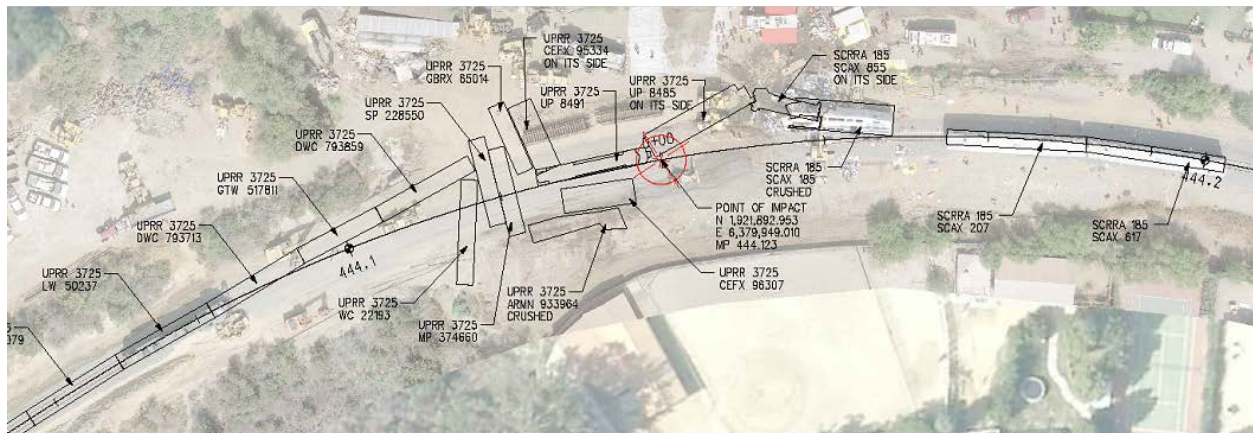 UPRR 3725
CEFX 95334
ON ITS SIDE
UPRR 3725
GBRX 65014
UPRR 3725
UP 8491
UPRR 3725
UP 8485
ON ITS SIDE
SCRRA 185
SCAX 855
ON ITS SIDE
UPRR 3725
SP 228550
UPRR 3725
DWC 793859
UPRR 3725
GTW 517811
UPRR 3725
DWC 793713
UPRR 3725
LW 50237
079
444.1
UPRR 3725
WC 22193
UPRR 3725
MP 374660
UPRR 3725
ARMN 933964
CRUSHED
UPRR 3725
CEFX 96307
POINT OF IMPACT
N 1,921,892.953
E 6,379,949.010
MP 444.123
SCRRA 185
SCAX 185
CRUSHED
SCRRA 185
SCAX 207
SCRRA 185
SCAX 617
444.2